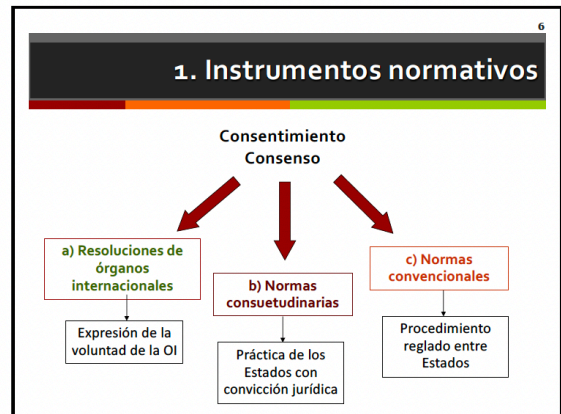 6
1. Instrumentos normativos
Consentimiento
Consenso
a) Resoluciones de
órganos
internacionales
Expresión de la
voluntad de la OI
b) Normas
consuetudinarias
Práctica de los
Estados con
convicción jurídica
c) Normas
convencionales
Procedimiento
reglado entre
Estados